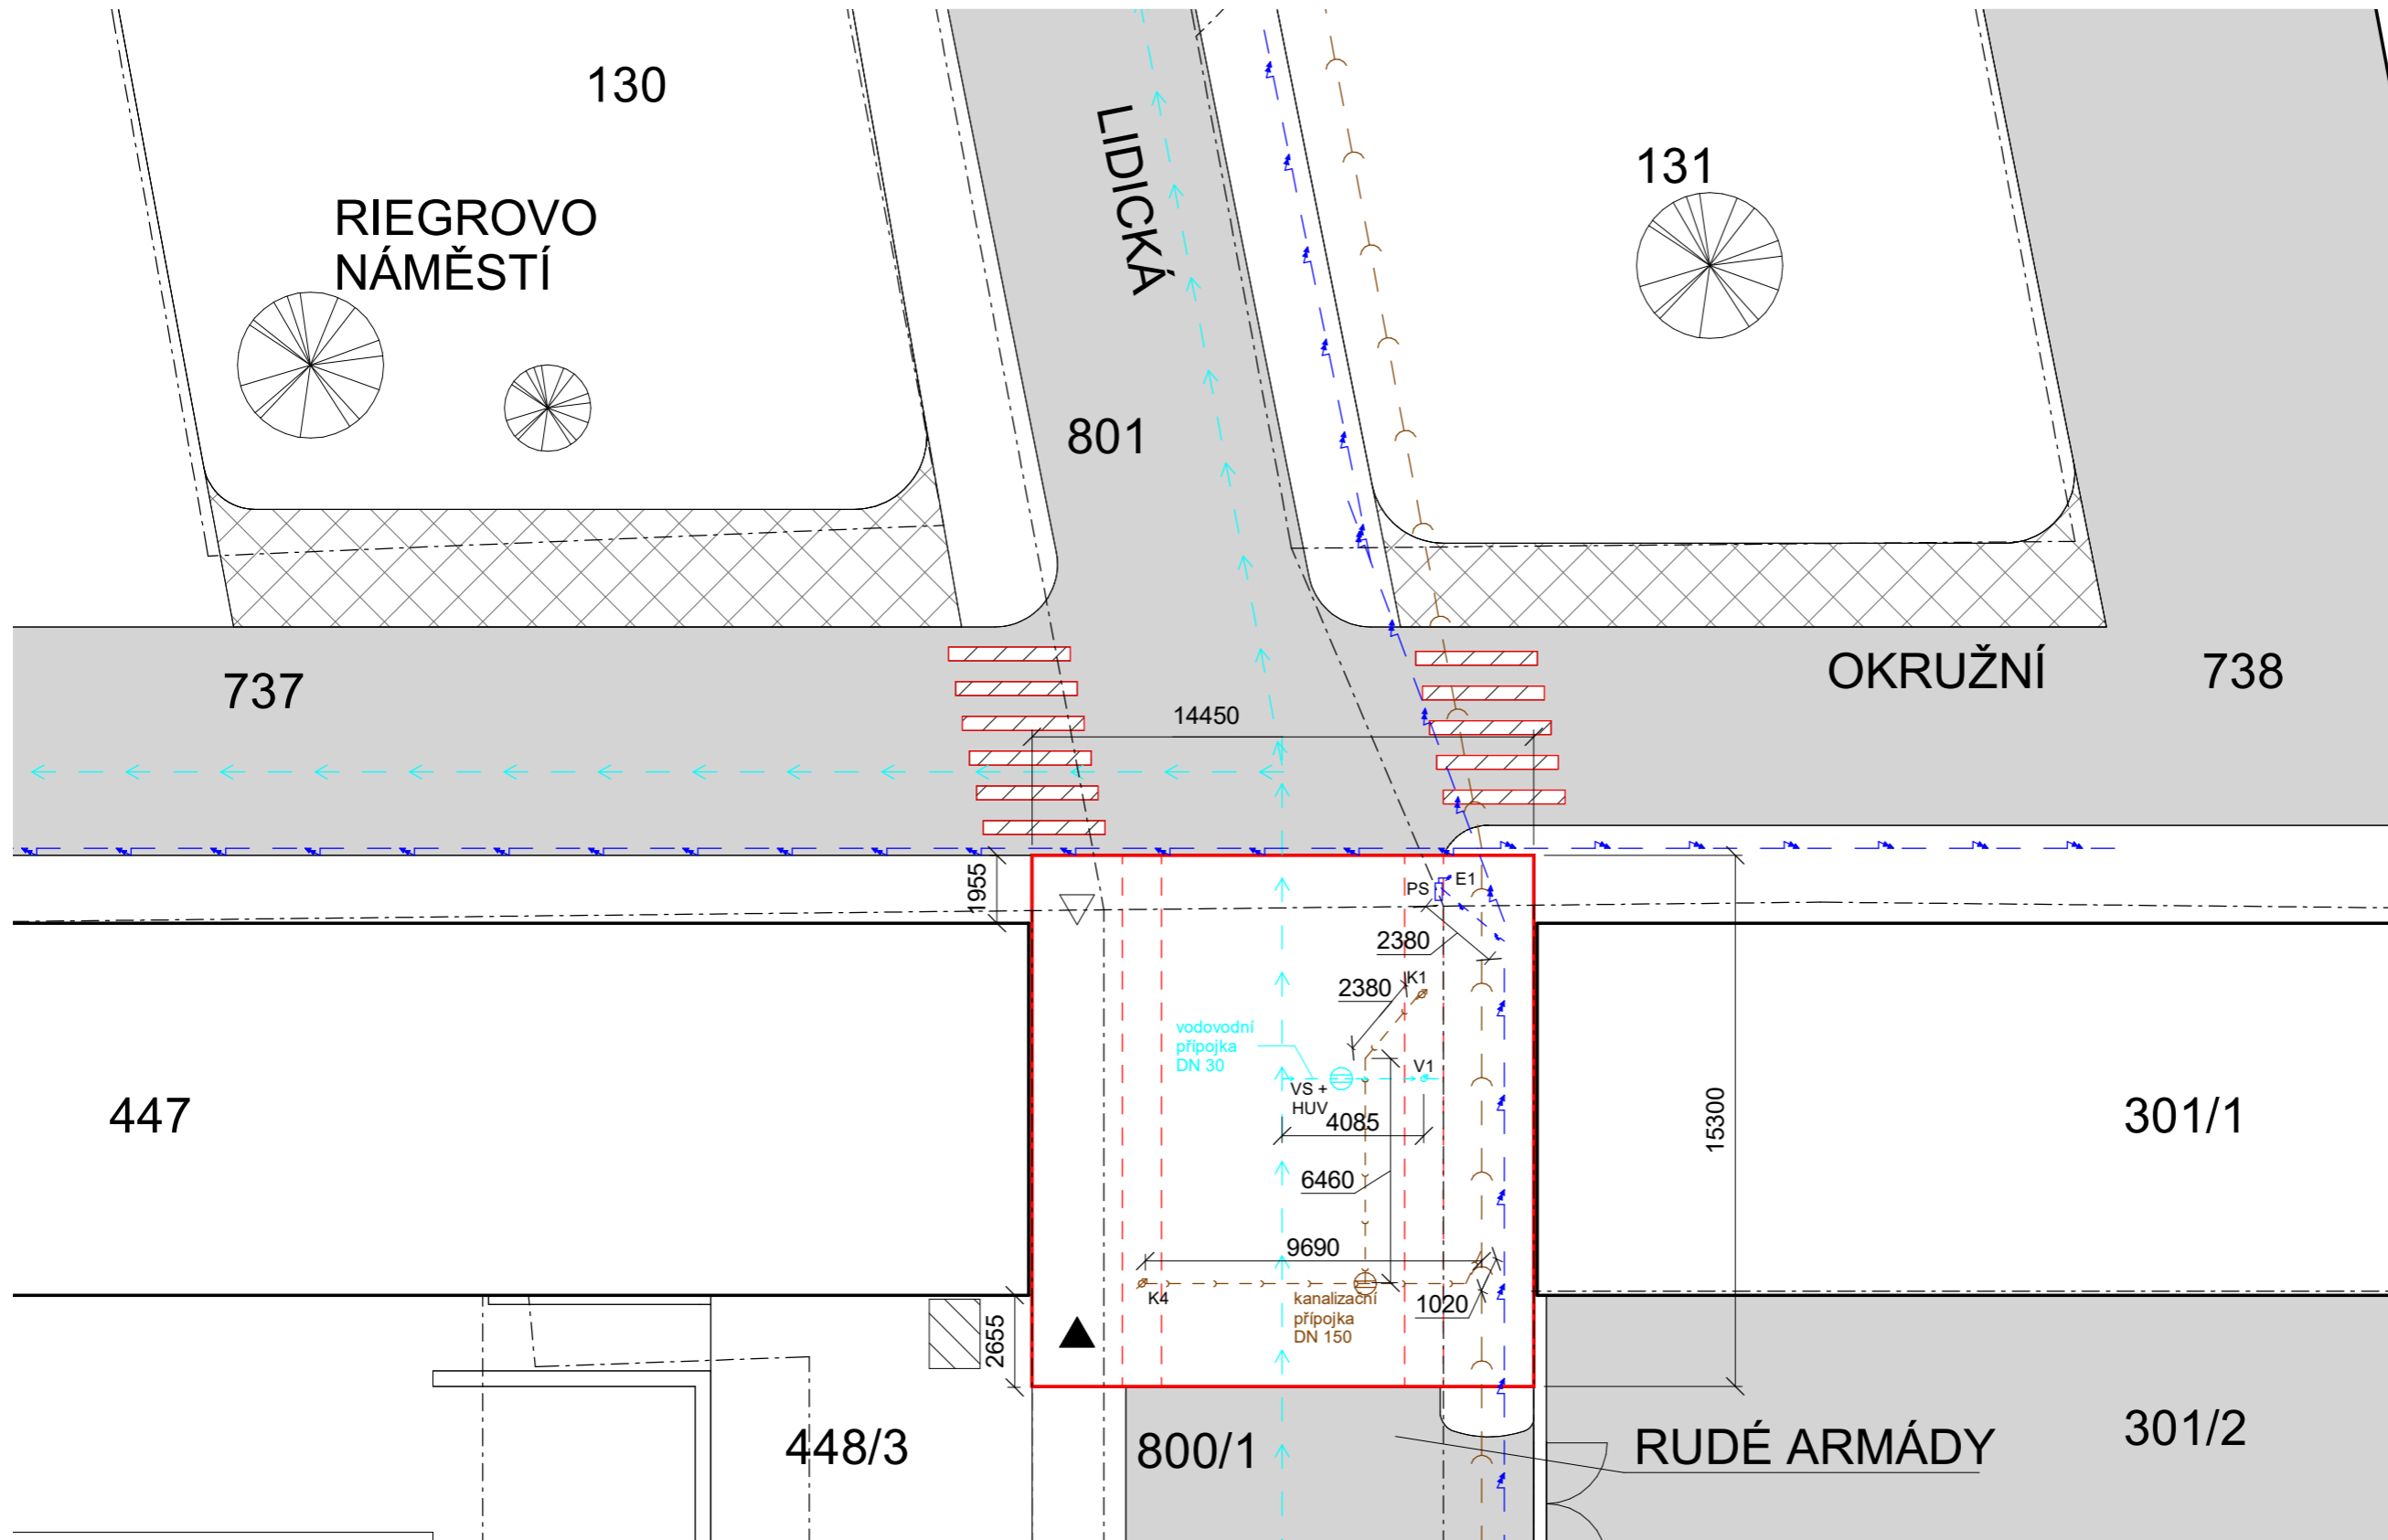 130
131
LIDICKÁ
RIEGROVO
NÁMĚSTÍ
801
737
OKRUŽNÍ
738
14450
1955
PS
E1
2380
2380
K1
vodovodní
přípojka
DN 30
VS +
HUV
V1
4085
447
301/1
15300
6460
9690
K4
kanalizační
přípojka
DN 150
1020
2655
448/3
800/1
RUDÉ ARMÁDY
301/2